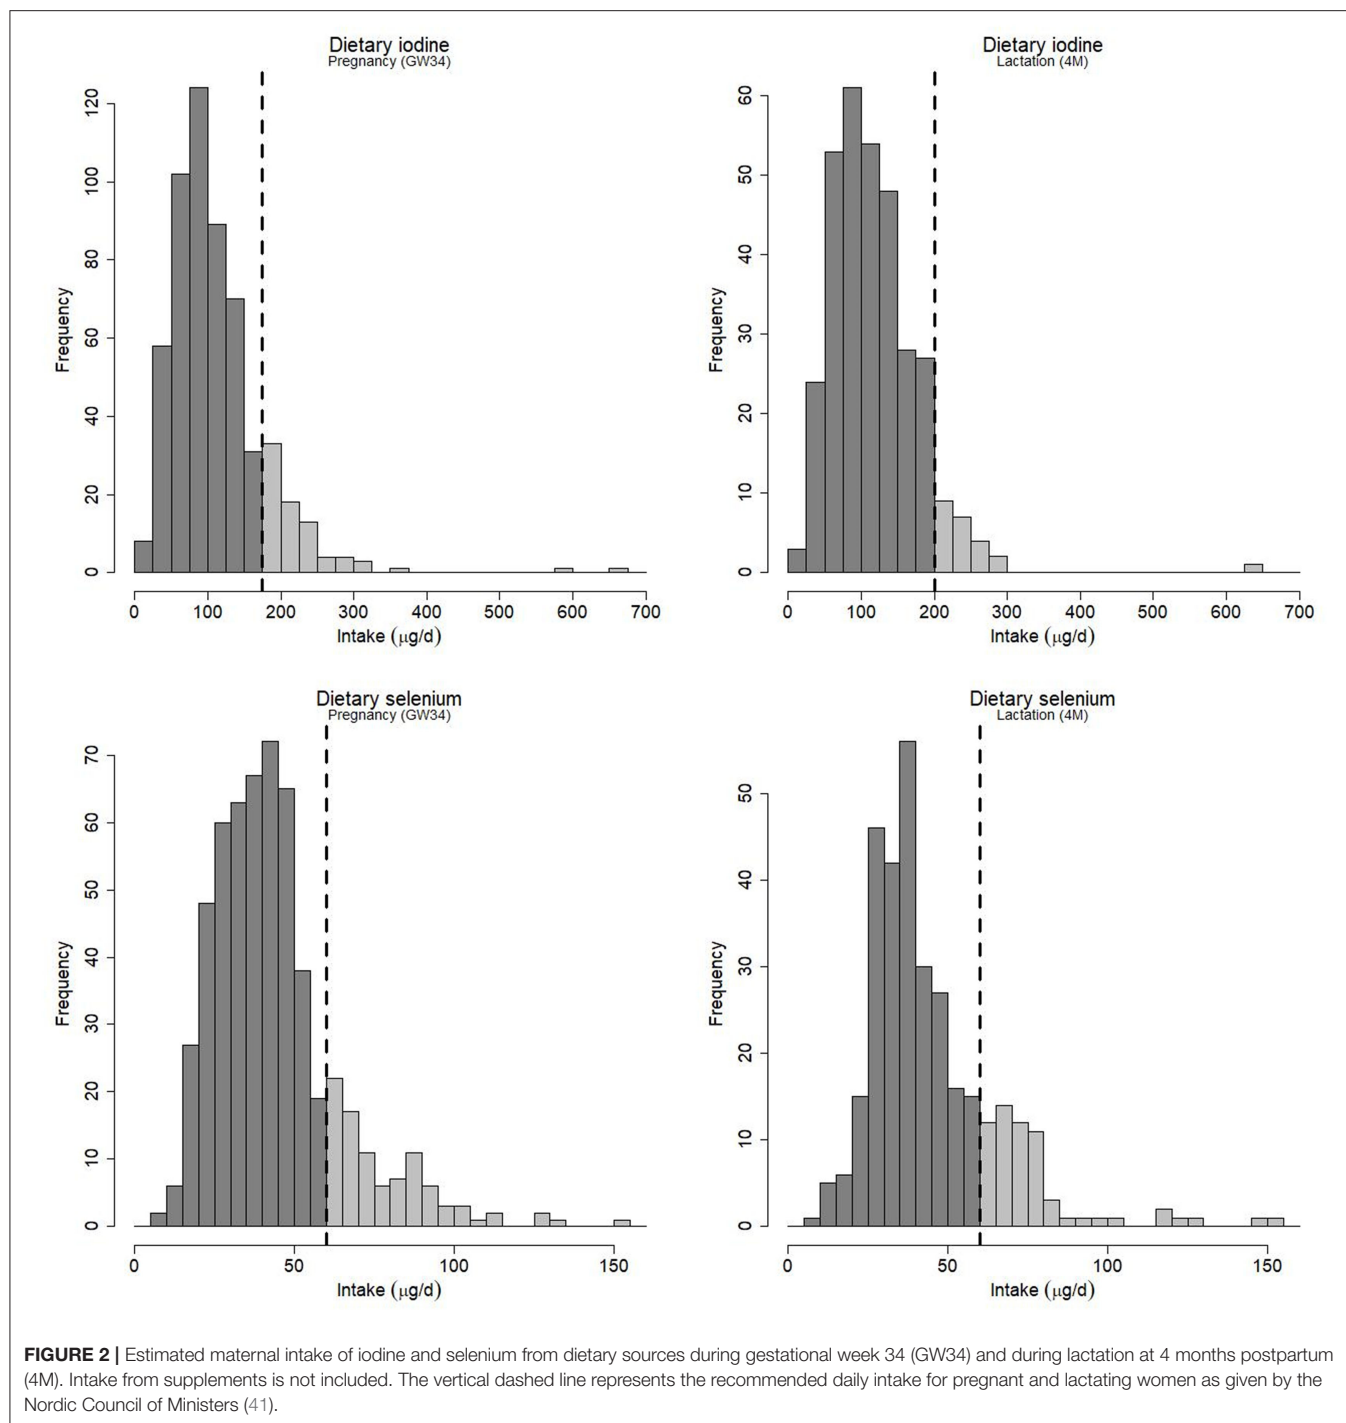 Dietary iodine
Pregnancy (GW34)
Frequency
0 20 40 60 80 100 120
0 100 200 300 400 500 600 700
Intake (μg/d)
Dietary iodine
Lactation (4M)
Frequency
0 10 20 30 40 50 60
0 100 200 300 400 500 600 700
Intake (μg/d)
Dietary selenium
Pregnancy (GW34)
Frequency
0 10 20 30 40 50 60 70
0 50 100 150
Intake (μg/d)
Dietary selenium
Lactation (4M)
Frequency
0 10 20 30 40 50
0 50 100 150
Intake (μg/d)
FIGURE 2 | Estimated maternal intake of iodine and selenium from dietary sources during gestational week 34 (GW34) and during lactation at 4 months postpartum
(4M). Intake from supplements is not included. The vertical dashed line represents the recommended daily intake for pregnant and lactating women as given by the
Nordic Council of Ministers (41).